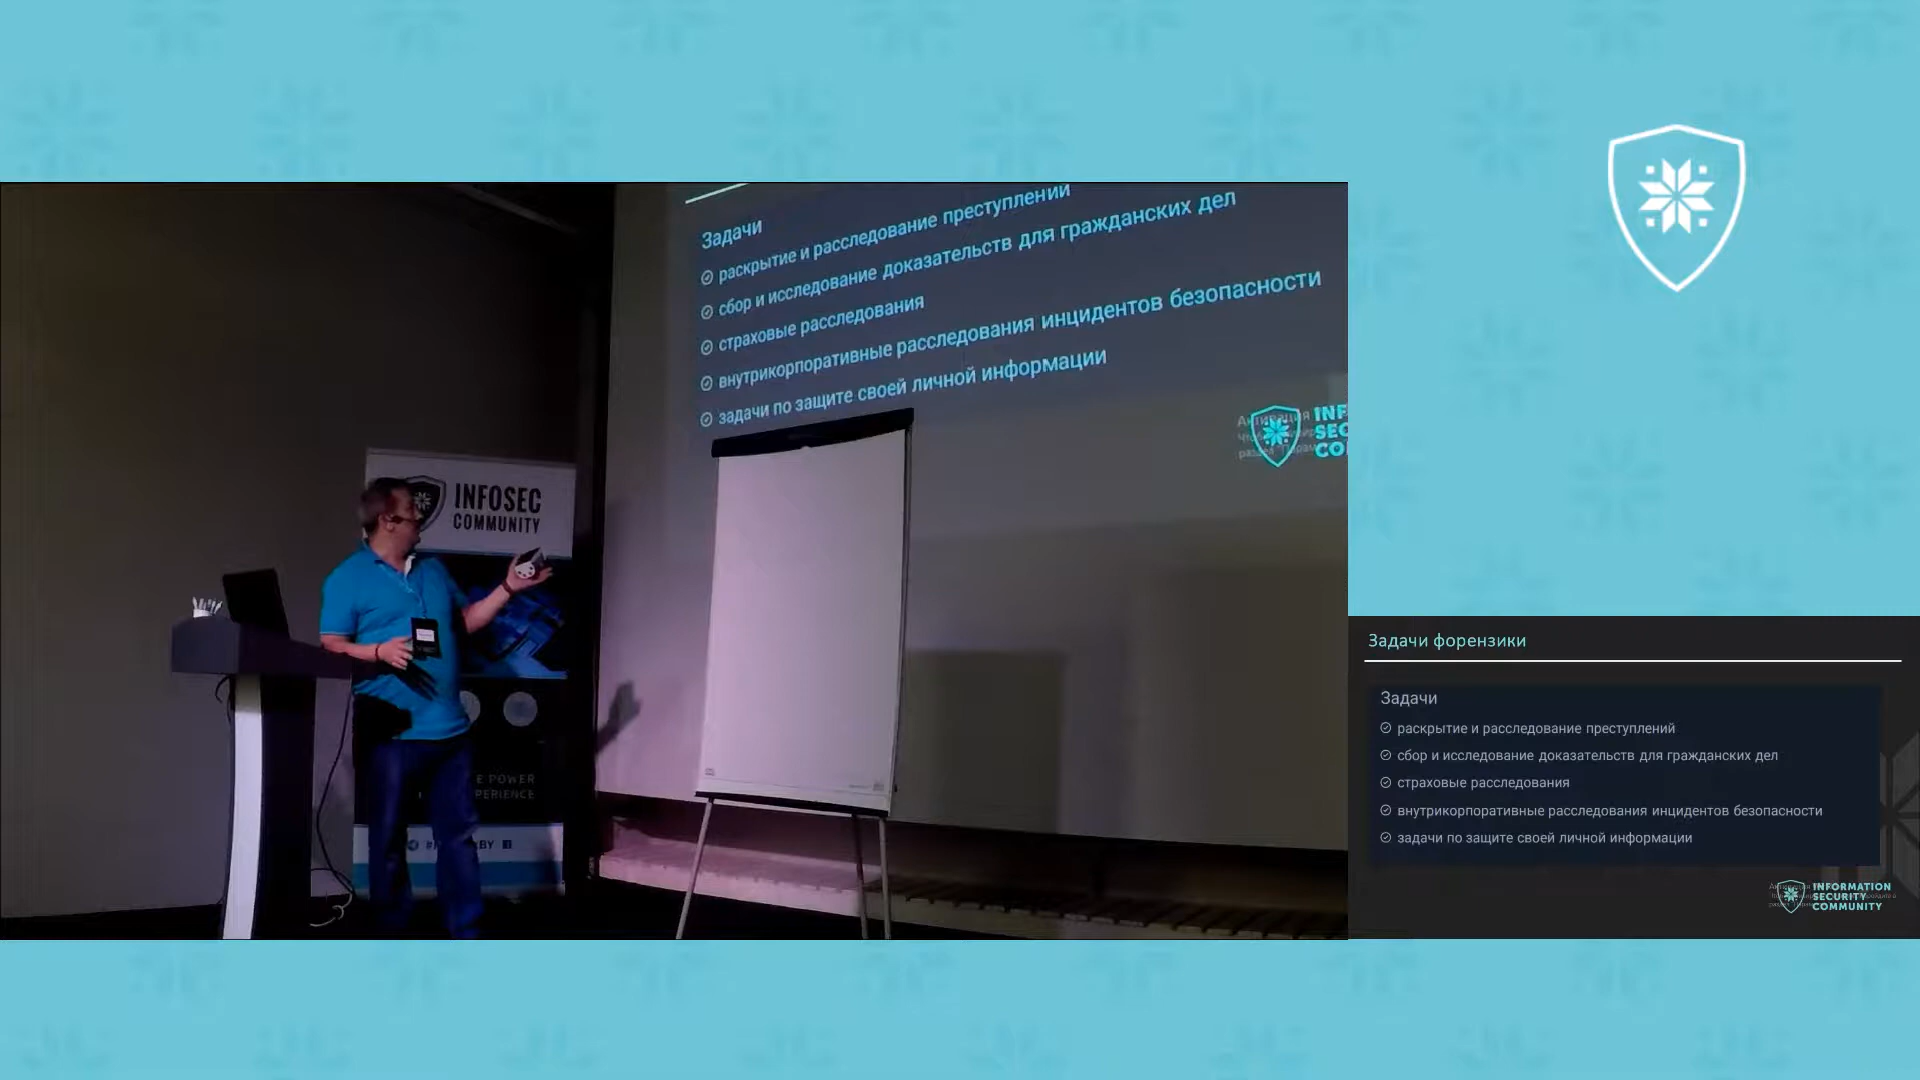 Задачи
раскрытие и расследование преступлений
сбор и исследование доказательств для гражданских дел
страховые расследования
внутрикорпоративные расследования инцидентов безопасности
задачи по защите своей личной информации
INFOSEC
COMMUNITY
E POWER
PERIENCE
Задачи форензики
Задачи
раскрытие и расследование преступлений
сбор и исследование доказательств для гражданских дел
страховые расследования
внутрикорпоративные расследования инцидентов безопасности
задачи по защите своей личной информации
INFORMATION
SECURITY
COMMUNITY